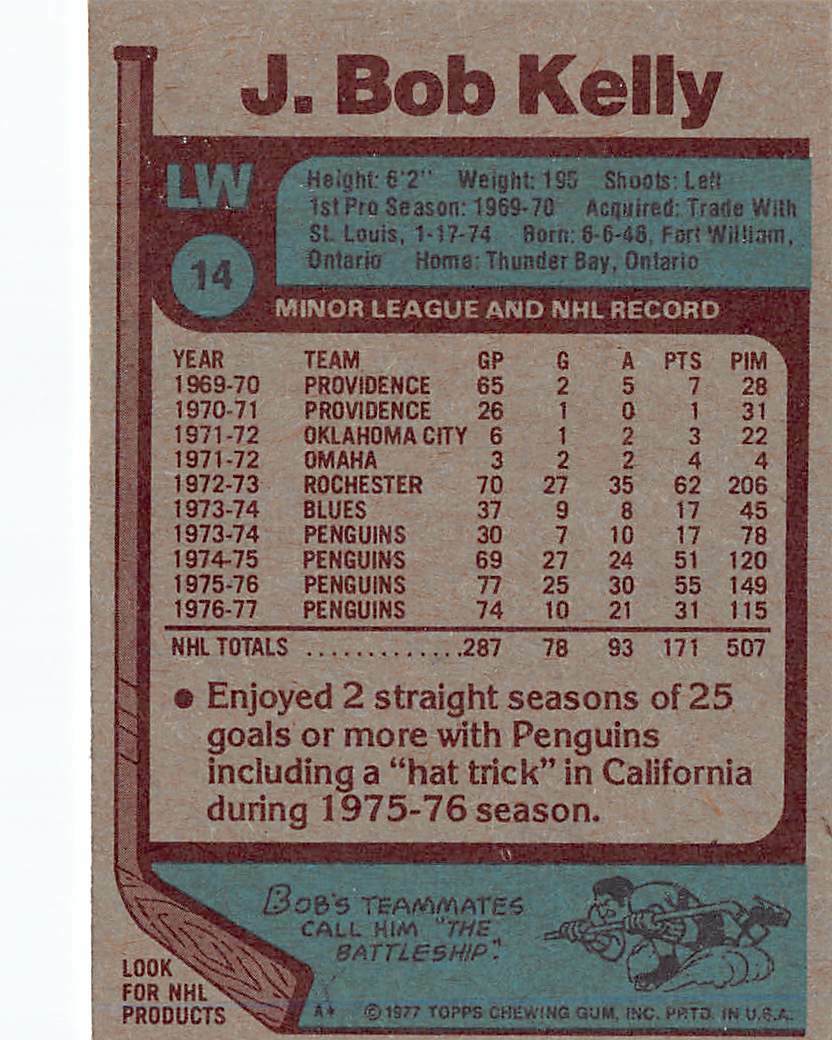 J. Bob Kelly
LW
14
Height: 6'2" Weight: 195 Shoots: Left
1st Pro Season: 1969-70 Acquired: Trade With
St. Louis, 1-17-74 Born: 6-6-46, Fort William,
Ontario Home: Thunder Bay, Ontario
MINOR LEAGUE AND NHL RECORD
YEAR TEAM GP G A PTS PIM
1969-70 PROVIDENCE 65 2 5 7 28
1970-71 PROVIDENCE 26 1 0 1 31
1971-72 OKLAHOMA CITY 6 1 2 3 22
1971-72 OMAHA 3 2 2 4 4
1972-73 ROCHESTER 70 27 35 62 206
1973-74 BLUES 37 9 8 17 45
1973-74 PENGUINS 30 7 10 17 78
1974-75 PENGUINS 69 27 24 51 120
1975-76 PENGUINS 77 25 30 55 149
1976-77 PENGUINS 74 10 21 31 115
NHL TOTALS .............287 78 93 171 507
● Enjoyed 2 straight seasons of 25
goals or more with Penguins
including a “hat trick” in California
during 1975-76 season.
BOB'S TEAMMATES
CALL HIM "THE
BATTLESHIP."
LOOK
FOR NHL
PRODUCTS
A* © 1977 TOPPS CHEWING GUM, INC. PRTD. IN U.S.A.